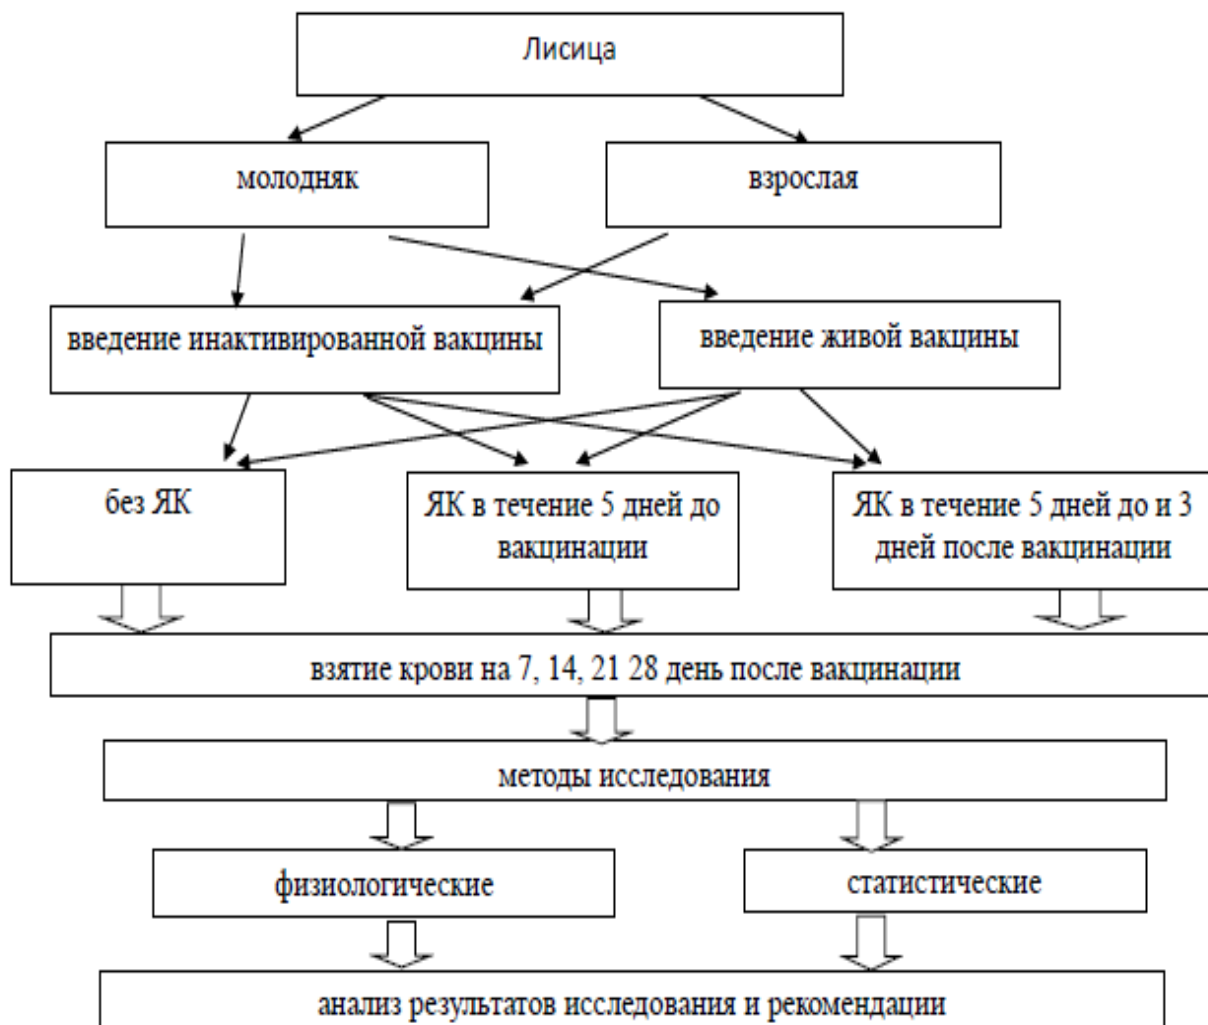 Лисица
молодняк
взрослая
введение инактивированной вакцины
введение живой вакцины
без ЯК
ЯК в течение 5 дней до
вакцинации
ЯК в течение 5 дней до и 3
дней после вакцинации
взятие крови на 7, 14, 21 28 день после вакцинации
методы исследования
физиологические
статистические
анализ результатов исследования и рекомендации